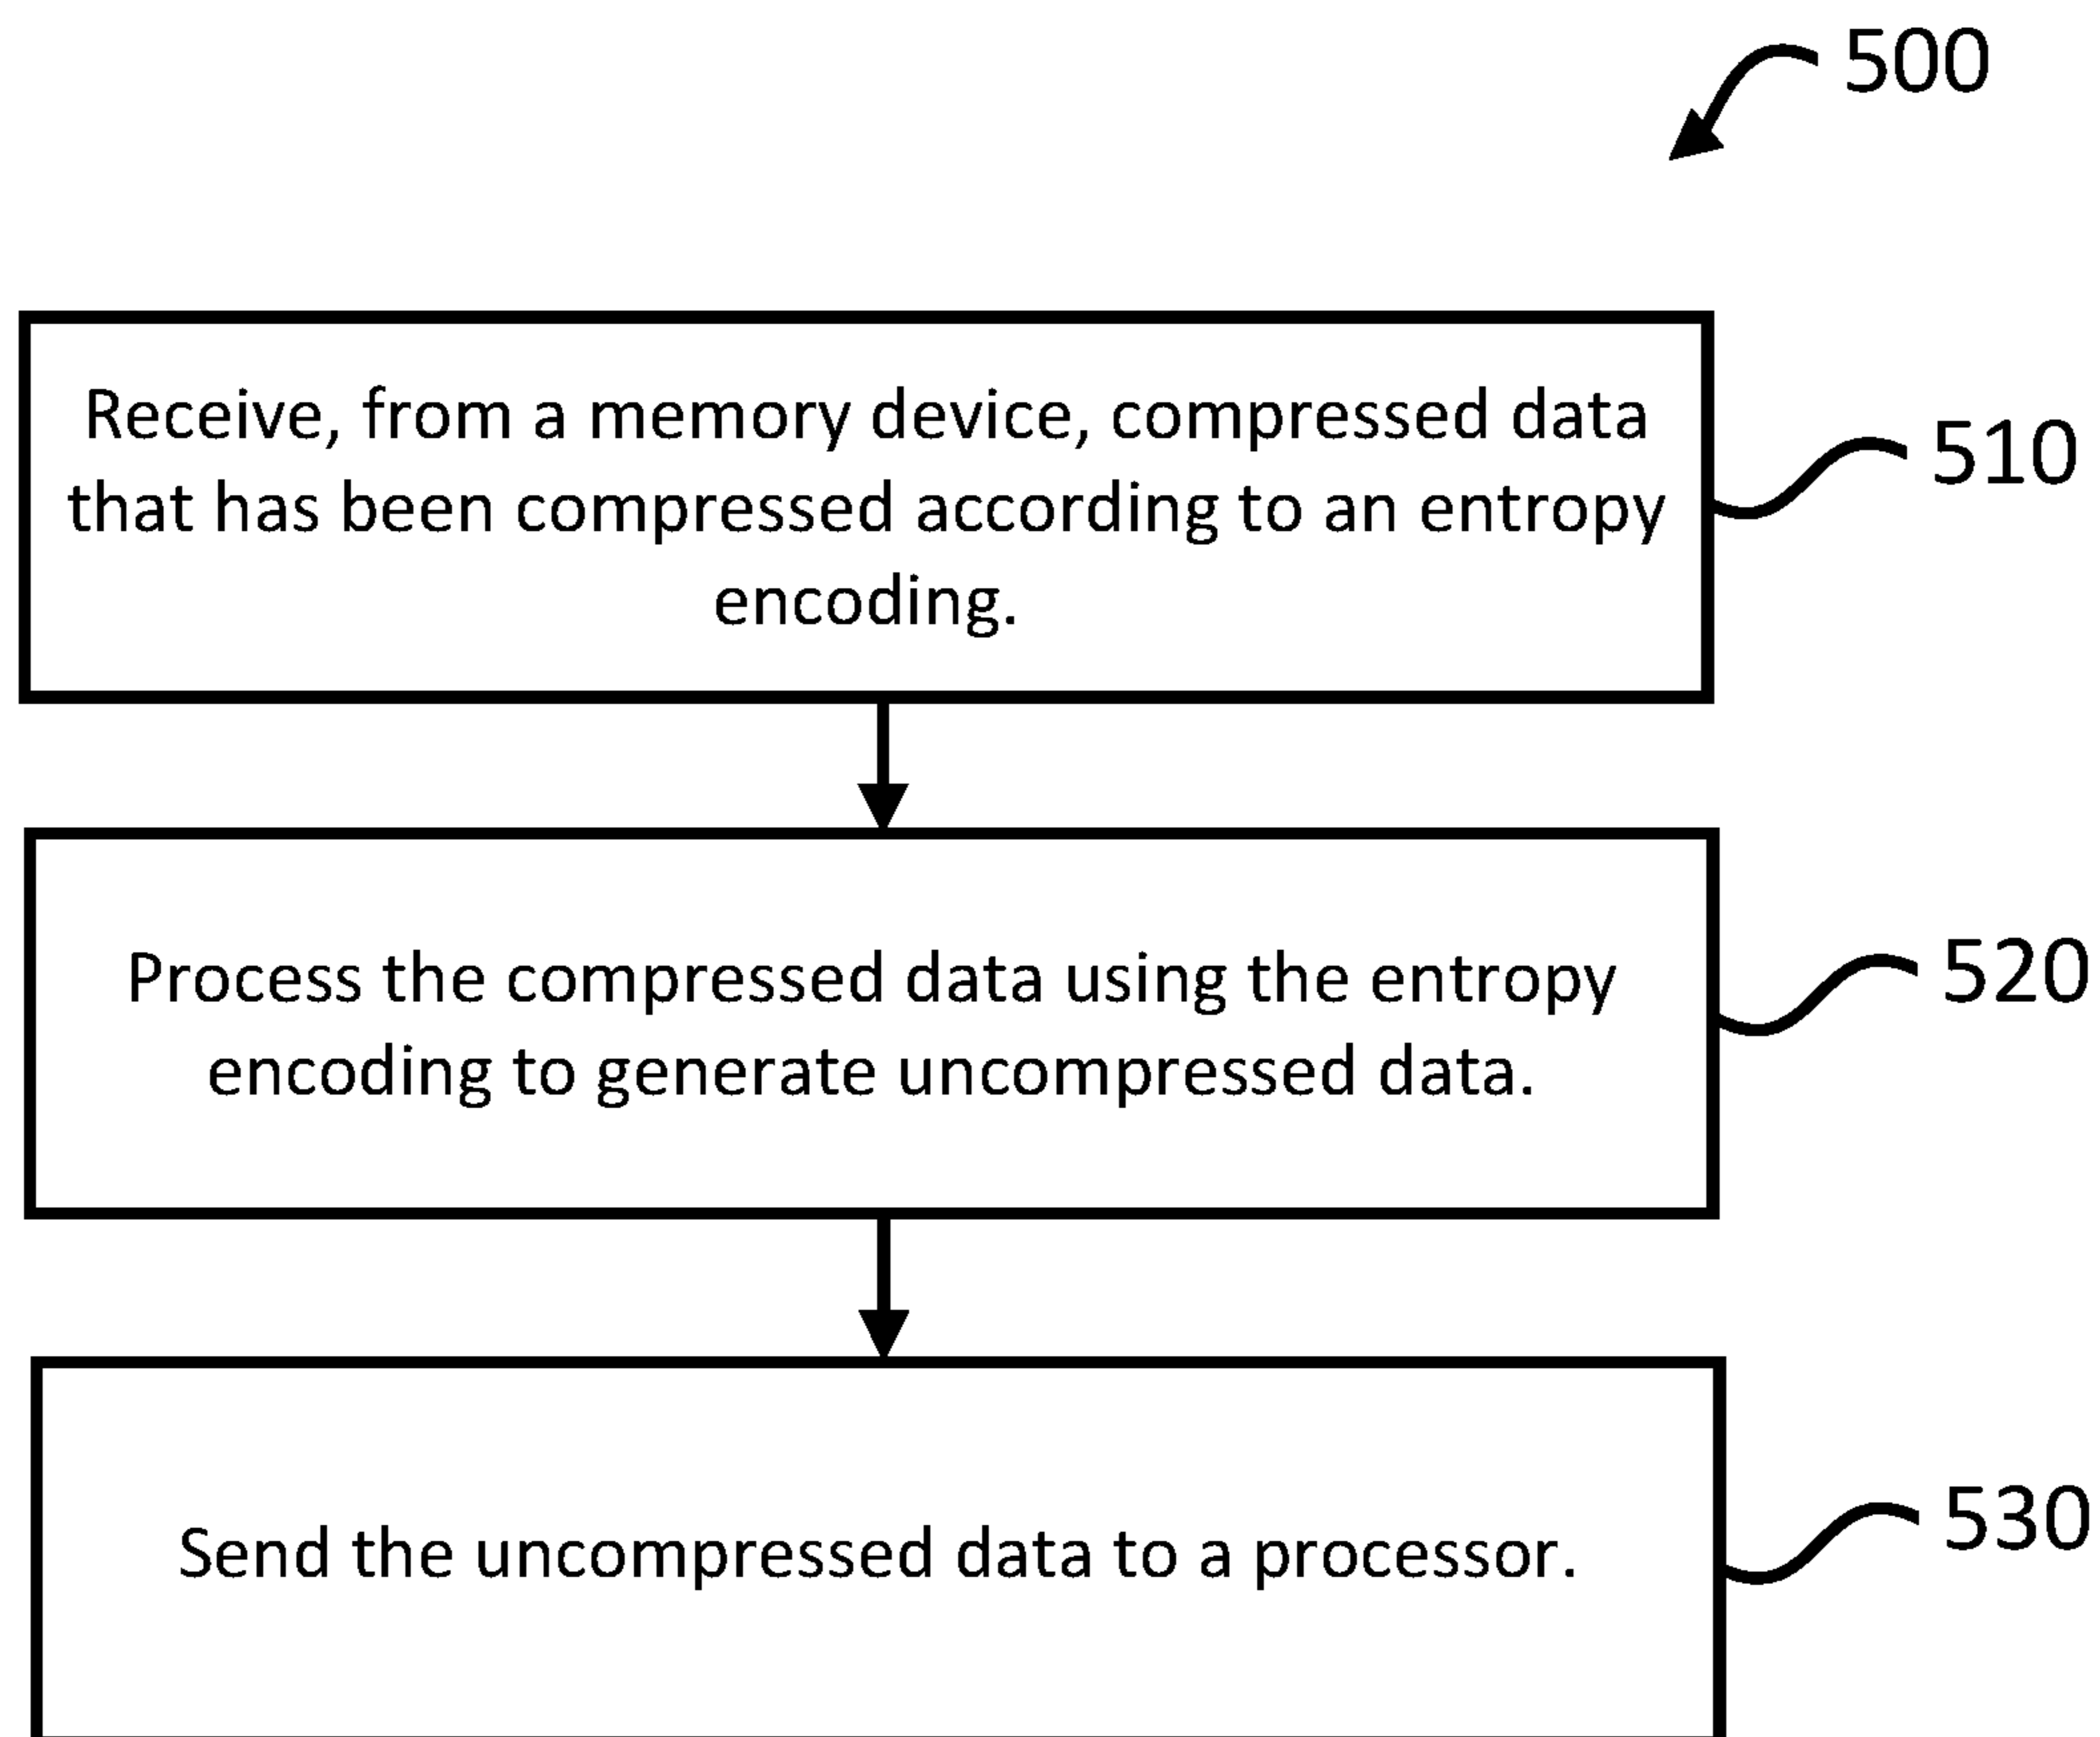 500
Receive, from a memory device, compressed data
that has been compressed according to an entropy
encoding.
510
Process the compressed data using the entropy
encoding to generate uncompressed data.
520
Send the uncompressed data to a processor.
530